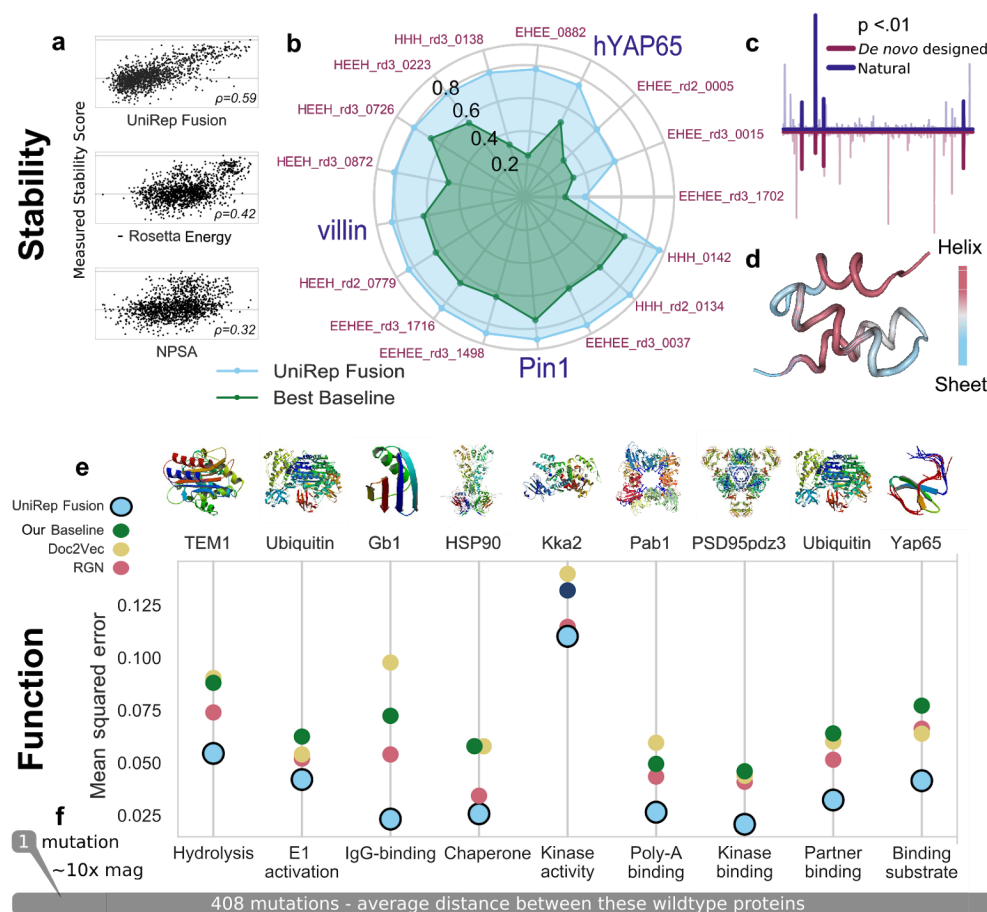 Stability
a
Measured Stability Score
ρ=0.59
UniRep Fusion
ρ=0.42
- Rosetta Energy
ρ=0.32
NPSA
b
EHEE_0882
hYAP65
HHH_rd3_0138
HEEH_rd3_0223
EHEE_rd2_0005
HEEH_rd3_0726
EHEE_rd3_0015
HEEH_rd3_0872
EEHEE_rd3_1702
villin
HHH_0142
HEEH_rd2_0779
HHH_rd2_0134
EEHEE_rd3_1716
EEHEE_rd3_0037
EEHEE_rd3_1498
Pin1
0.8
0.6
0.4
0.2
UniRep Fusion
Best Baseline
c
p <.01
De novo designed
Natural
d
Helix
Sheet
e
UniRep Fusion
Our Baseline
Doc2Vec
RGN
TEM1
Ubiquitin
Gb1
HSP90
Kka2
Pab1
PSD95pdz3
Ubiquitin
Yap65
Function
Mean squared error
0.125
0.100
0.075
0.050
0.025
Hydrolysis
E1
activation
IgG-binding
Chaperone
Kinase
activity
Poly-A
binding
Kinase
binding
Partner
binding
Binding
substrate
f
1 mutation
~10x mag
408 mutations - average distance between these wildtype proteins